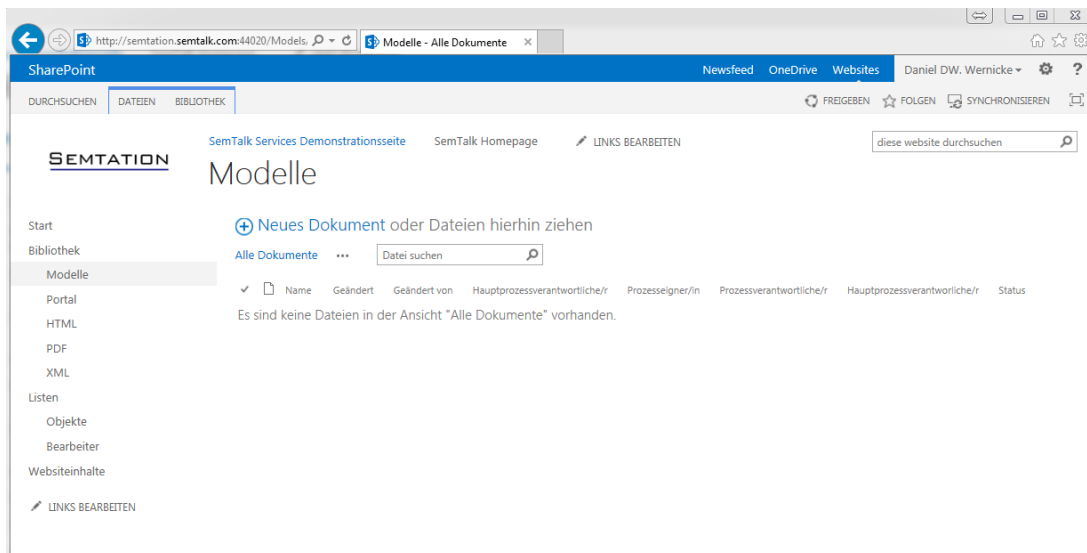 http://semtation.semtalk.com:44020/Models, Modelle - Alle Dokumente
SharePoint Newsfeed OneDrive Websites Daniel DW. Wernicke ?
DURCHSUCHEN DATEIEN BIBLIOTHEK FREIGEBEN FOLGEN SYNCHRONISIEREN
SEMTATION
SemTalk Services Demonstrationsseite SemTalk Homepage LINKS BEARBEITEN
diese website durchsuchen
Modelle
Start
Bibliothek
Modelle
Portal
HTML
PDF
XML
Listen
Objekte
Bearbeiter
Websiteinhalte
LINKS BEARBEITEN
Neues Dokument oder Dateien hierhin ziehen
Alle Dokumente ••• Datei suchen
Name Geändert Geändert von Hauptprozessverantwortliche/r Prozesseigner/in Prozessverantwortliche/r Hauptprozessverantworliche/r Status
Es sind keine Dateien in der Ansicht "Alle Dokumente" vorhanden.